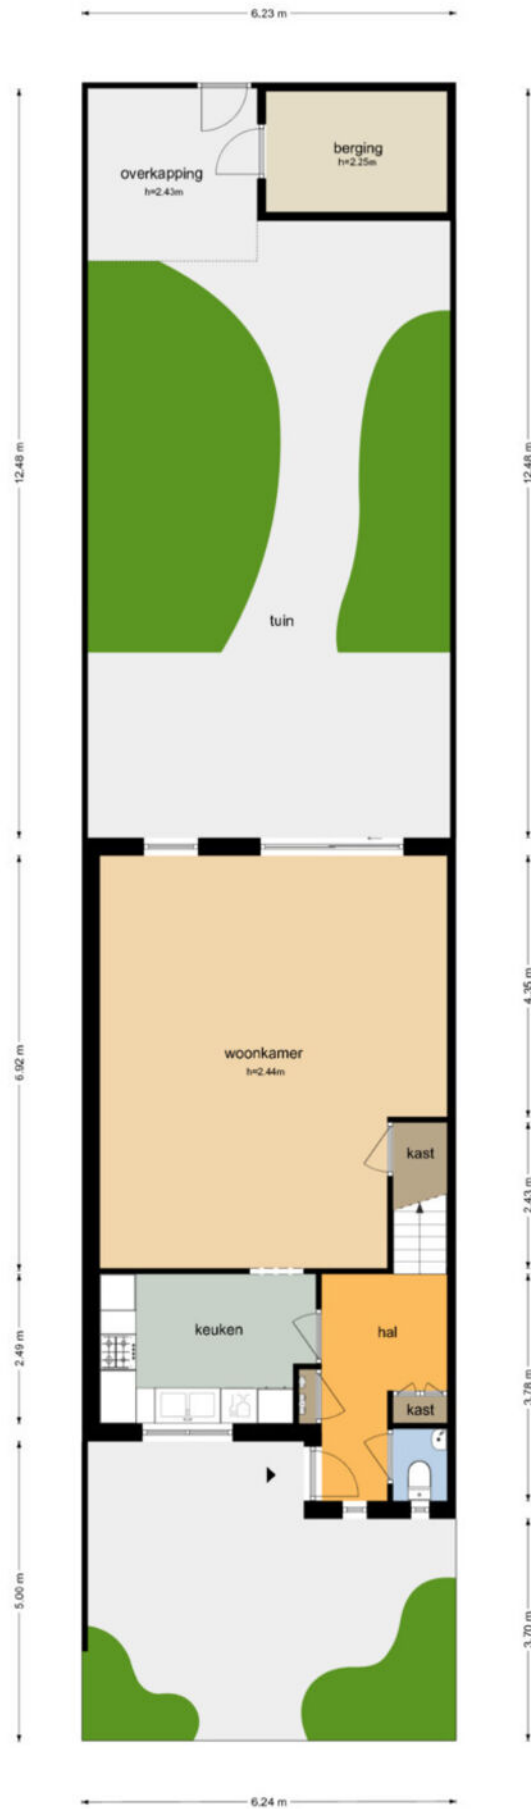 6.23 m
berging
h=2.25m
overkapping
h=2.43m
12.48 m
12.48 m
tuin
4.35 m
6.92 m
woonkamer
h=2.44m
kast
2.43 m
keuken
hal
2.49 m
3.78 m
kast
5.00 m
3.70 m
6.24 m